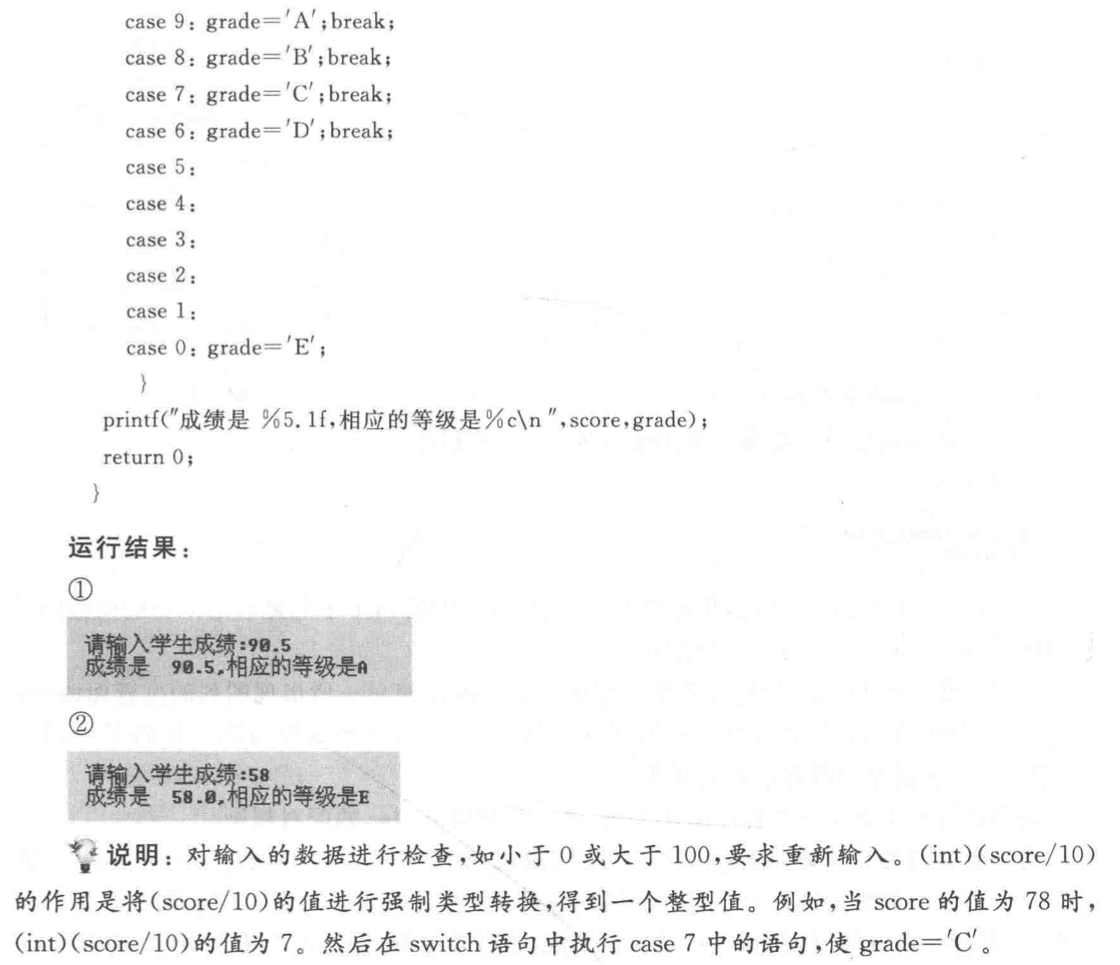 case 9: grade='A';break;
case 8: grade='B';break;
case 7: grade='C';break;
case 6: grade='D';break;
case 5:
case 4:
case 3:
case 2:
case 1:
case 0: grade='E';
}
printf("成绩是 %5.1f,相应的等级是%c\n ",score,grade);
return 0;
}
运行结果：
①
请输入学生成绩:90.5
成绩是 90.5,相应的等级是A
②
请输入学生成绩:58
成绩是 58.0,相应的等级是E
说明：对输入的数据进行检查,如小于 0 或大于 100,要求重新输入。(int)(score/10)
的作用是将(score/10)的值进行强制类型转换,得到一个整型值。例如,当 score 的值为 78 时,
(int)(score/10)的值为 7。然后在 switch 语句中执行 case 7 中的语句,使 grade='C'。